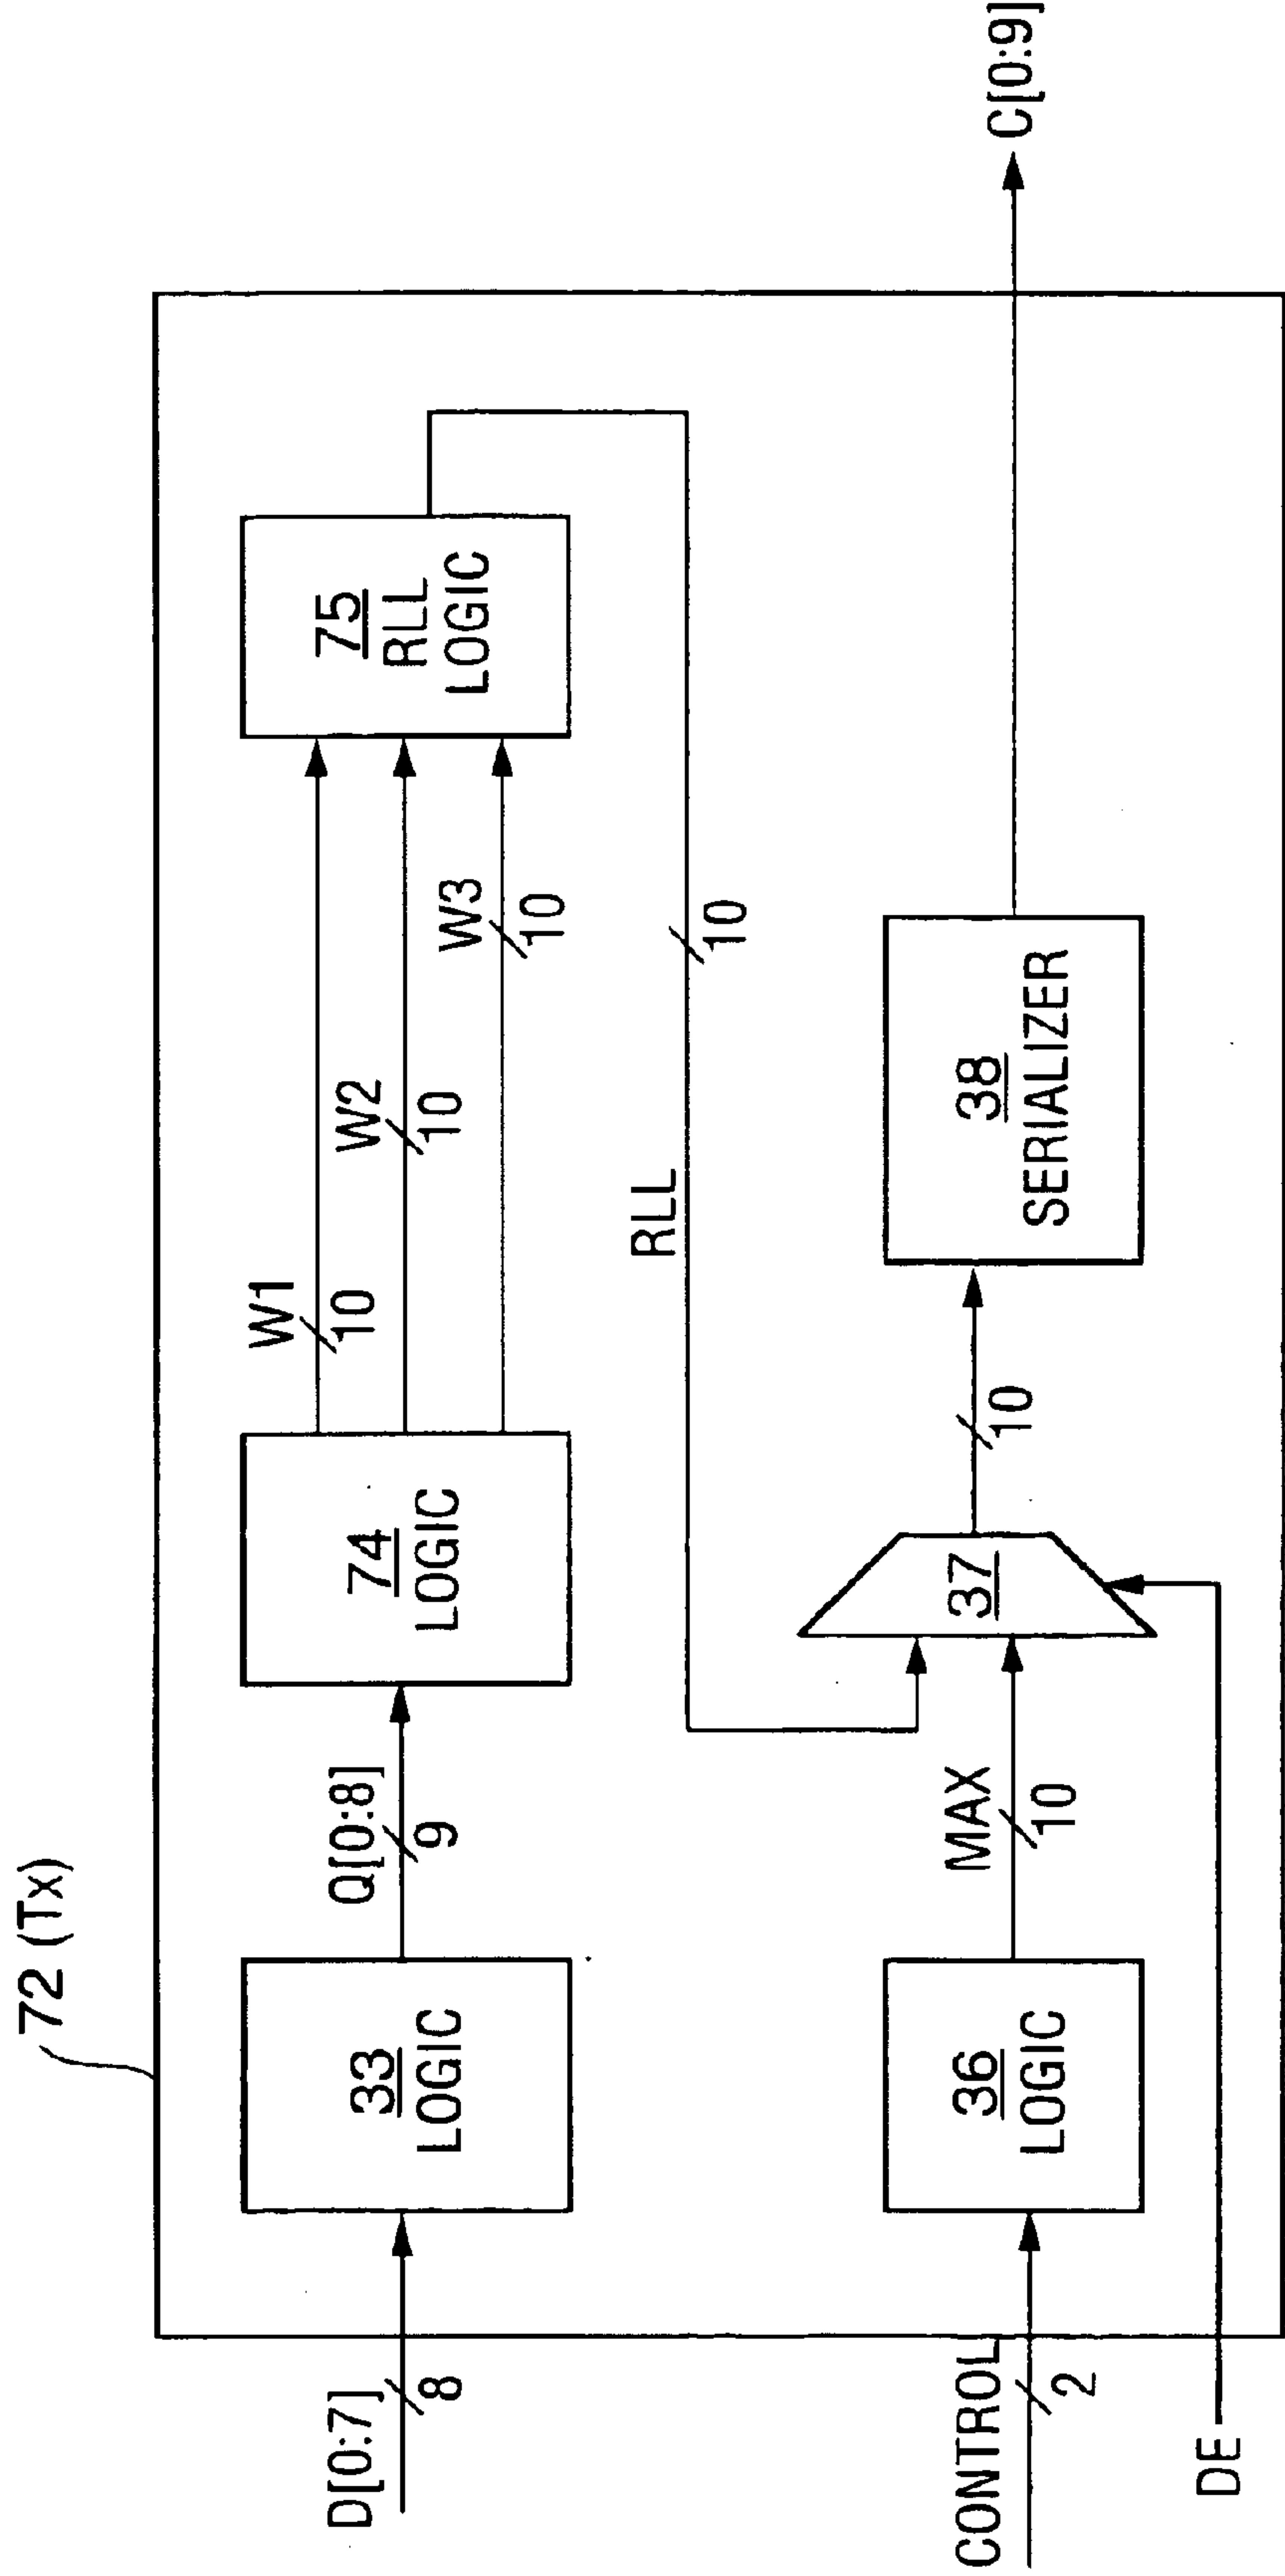 72 (Tx)
D[0:7]
8
33
LOGIC
Q[0:8]
9
74
LOGIC
W1
10
W2
10
W3
10
75
RLL
LOGIC
RLL
10
CONTROL
2
36
LOGIC
MAX
10
37
10
38
SERIALIZER
C[0:9]
DE